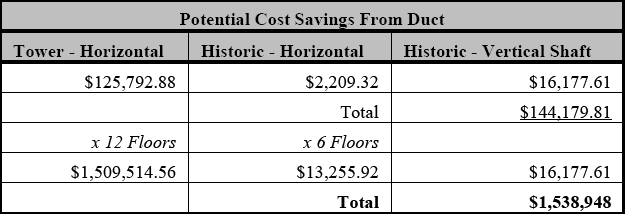 Potential Cost Savings From Duct
Tower - Horizontal Historic - Horizontal Historic - Vertical Shaft
$125,792.88 $2,209.32 $16,177.61
Total $144,179.81
x 12 Floors x 6 Floors
$1,509,514.56 $13,255.92 $16,177.61
Total $1,538,948